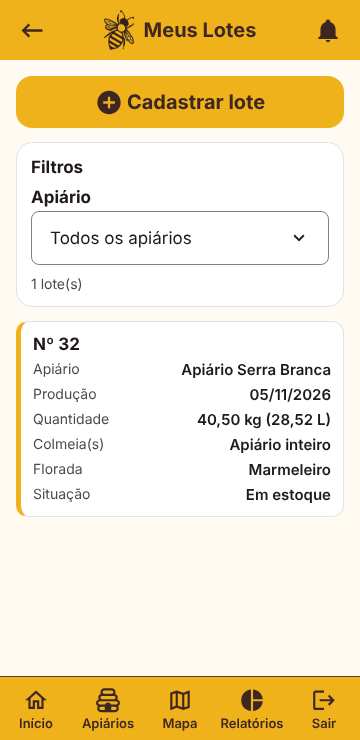 Meus Lotes
Cadastrar lote
Filtros
Apiário
Todos os apiários
1 lote(s)
Nº 32
Apiário Apiário Serra Branca
Produção 05/11/2026
Quantidade 40,50 kg (28,52 L)
Colmeia(s) Apiário inteiro
Florada Marmeleiro
Situação Em estoque
Início Apiários Mapa Relatórios Sair